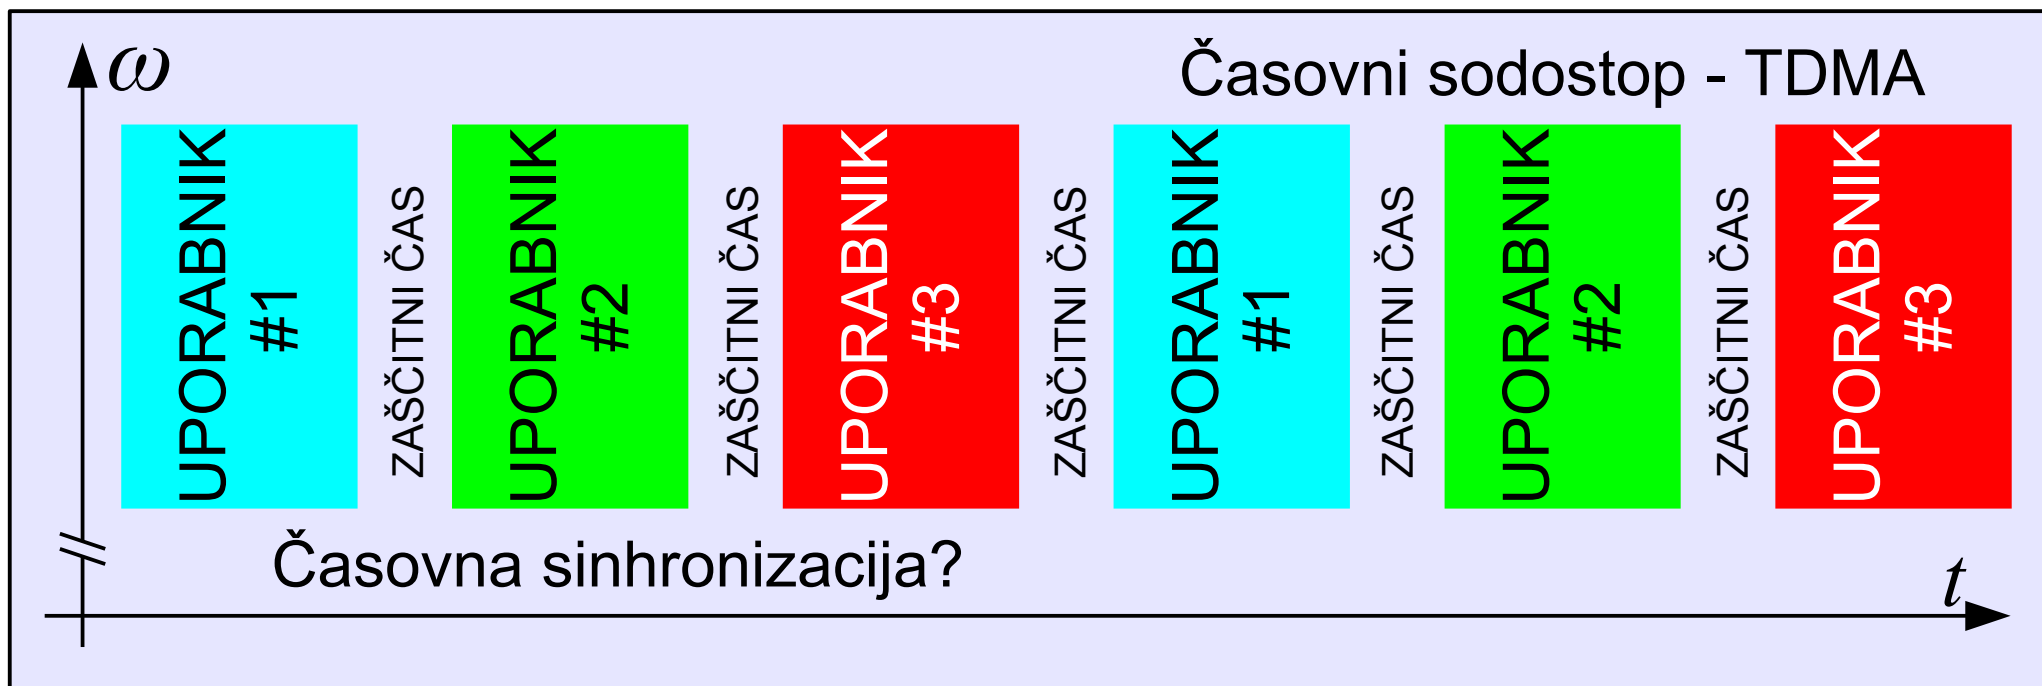 ω
Časovni sodostop - TDMA
UPORABNIK
#1
ZAŠČITNI ČAS
UPORABNIK
#2
ZAŠČITNI ČAS
UPORABNIK
#3
ZAŠČITNI ČAS
UPORABNIK
#1
ZAŠČITNI ČAS
UPORABNIK
#2
ZAŠČITNI ČAS
UPORABNIK
#3
Časovna sinhronizacija?
t